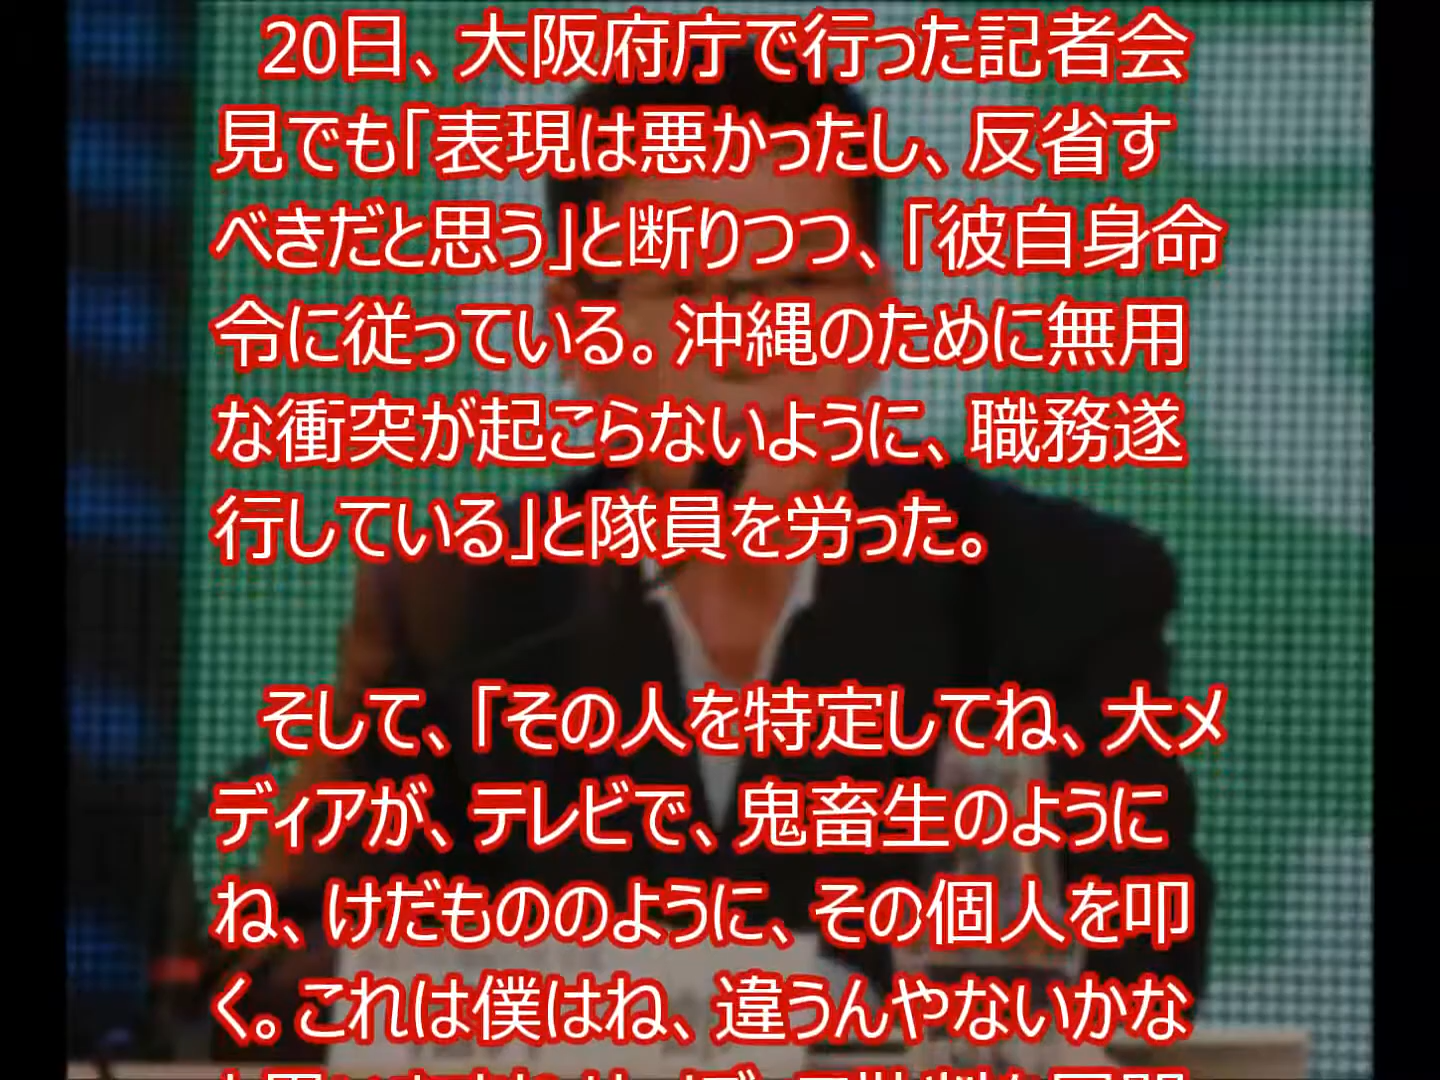 20日、大阪府庁で行った記者会
見でも「表現は悪かったし、反省す
べきだと思う」と断りつつ、「彼自身命
令に従っている。沖縄のために無用
な衝突が起こらないように、職務遂
行している」と隊員を労った。
そして、「その人を特定してね、大メ
ディアが、テレビで、鬼畜生のように
ね、けだもののように、その個人を叩
く。これは僕はね、違うんやないかな